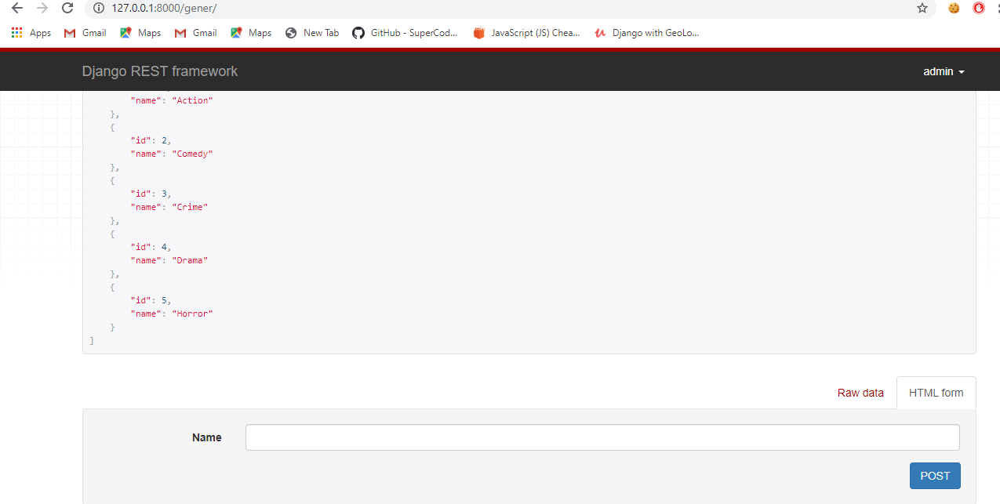 127.0.0.1:8000/gener/
Apps Gmail Maps Gmail Maps New Tab GitHub - SuperCod... JavaScript (JS) Chea... Django with GeoLo...
Django REST framework admin
"name": "Action"
},
{
"id": 2,
"name": "Comedy"
},
{
"id": 3,
"name": "Crime"
},
{
"id": 4,
"name": "Drama"
},
{
"id": 5,
"name": "Horror"
}
]
Raw data HTML form
Name
POST